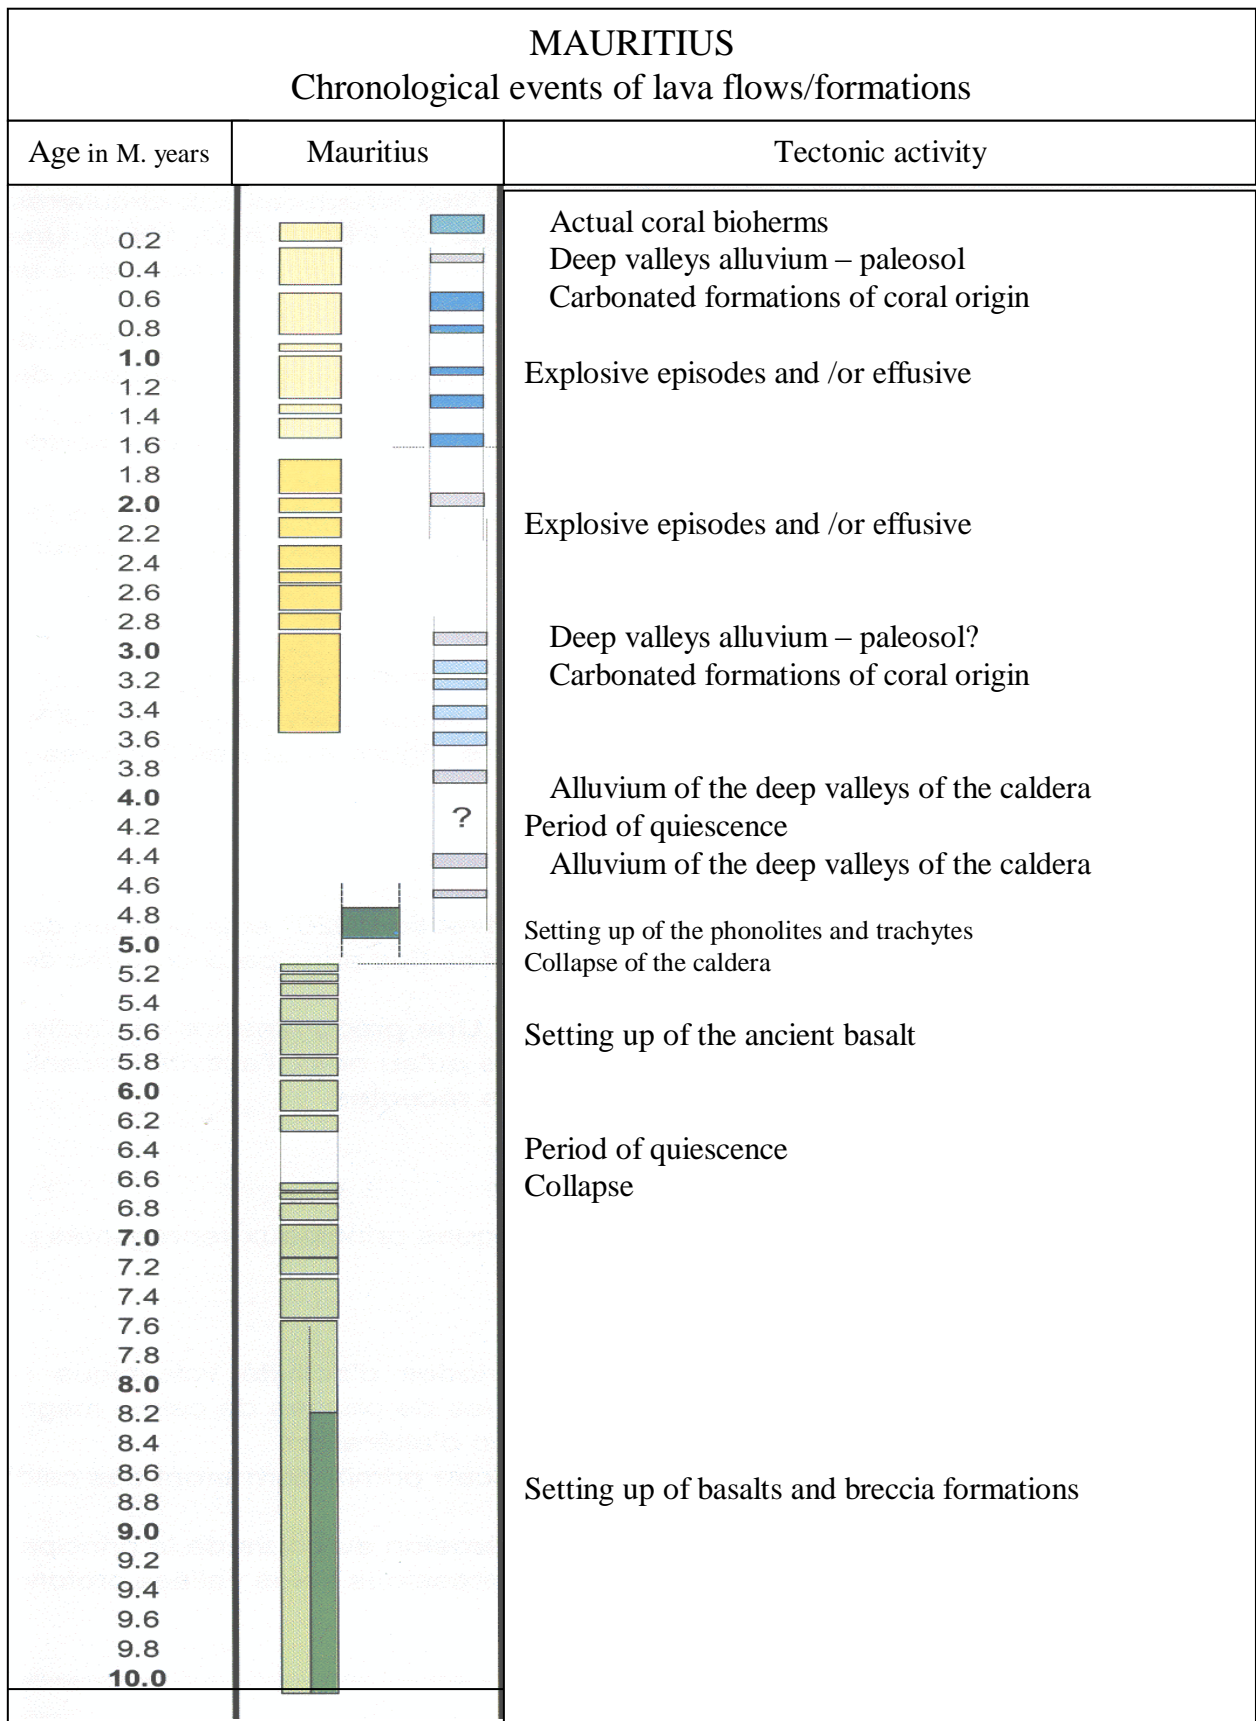 MAURITIUS
Chronological events of lava flows/formations
Age in M. years
Mauritius
Tectonic activity
0.2
0.4
0.6
0.8
1.0
1.2
1.4
1.6
1.8
2.0
2.2
2.4
2.6
2.8
3.0
3.2
3.4
3.6
3.8
4.0
4.2
4.4
4.6
4.8
5.0
5.2
5.4
5.6
5.8
6.0
6.2
6.4
6.6
6.8
7.0
7.2
7.4
7.6
7.8
8.0
8.2
8.4
8.6
8.8
9.0
9.2
9.4
9.6
9.8
10.0
?
Actual coral bioherms
Deep valleys alluvium – paleosol
Carbonated formations of coral origin
Explosive episodes and /or effusive
Explosive episodes and /or effusive
Deep valleys alluvium – paleosol?
Carbonated formations of coral origin
Alluvium of the deep valleys of the caldera
Period of quiescence
Alluvium of the deep valleys of the caldera
Setting up of the phonolites and trachytes
Collapse of the caldera
Setting up of the ancient basalt
Period of quiescence
Collapse
Setting up of basalts and breccia formations